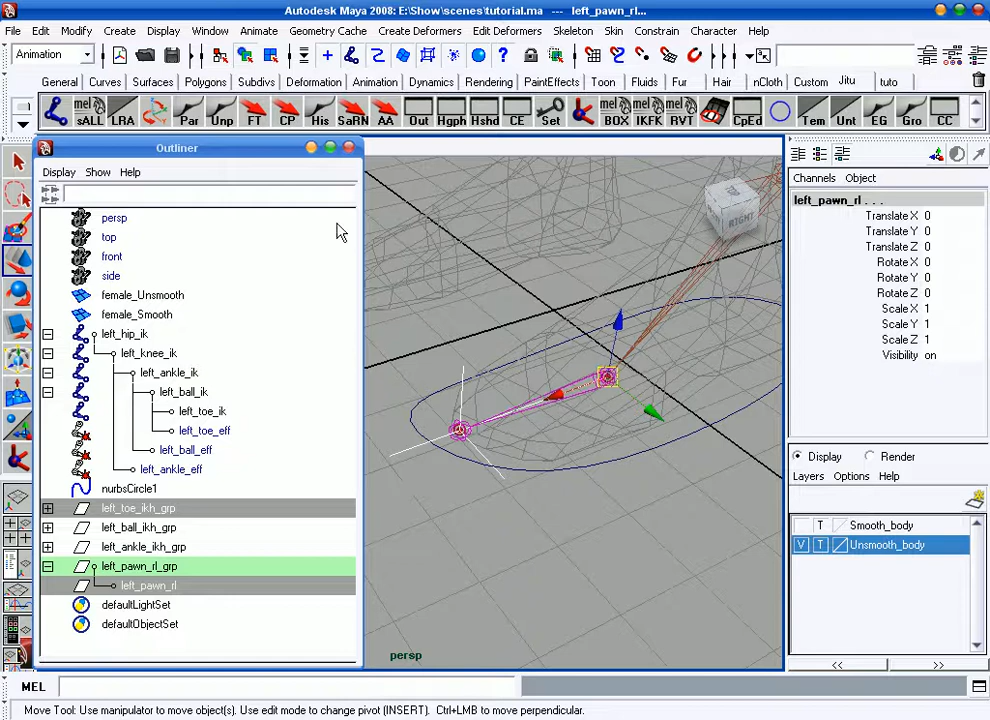 Autodesk Maya 2008: E:\Show\scenes\tutorial.ma --- left_pawn_rl...
File Edit Modify Create Display Window Animate Geometry Cache Create Deformers Edit Deformers Skeleton Skin Constrain Character Help
Animation
General Curves Surfaces Polygons Subdivs Deformation Animation Dynamics Rendering PaintEffects Toon Fluids Fur Hair nCloth Custom Jitu tuto
mel mel mel mel
sALL LRA Par Unp FT CP His SaRN AA Out Hgph Hshd CE Set BOX IKFK RVT CpEd Tem Unt EG Gro CC
Outliner
Display Show Help
persp
top
front
side
female_Unsmooth
female_Smooth
left_hip_ik
left_knee_ik
left_ankle_ik
left_ball_ik
left_toe_ik
left_toe_eff
left_ball_eff
left_ankle_eff
nurbsCircle1
left_toe_ikh_grp
left_ball_ikh_grp
left_ankle_ikh_grp
left_pawn_rl_grp
left_pawn_rl
defaultLightSet
defaultObjectSet
RIGHT
persp
Channels Object
left_pawn_rl . . .
Translate X 0
Translate Y 0
Translate Z 0
Rotate X 0
Rotate Y 0
Rotate Z 0
Scale X 1
Scale Y 1
Scale Z 1
Visibility on
Display Render
Layers Options Help
T Smooth_body
V T Unsmooth_body
<< >>
MEL
Move Tool: Use manipulator to move object(s). Use edit mode to change pivot (INSERT). Ctrl+LMB to move perpendicular.